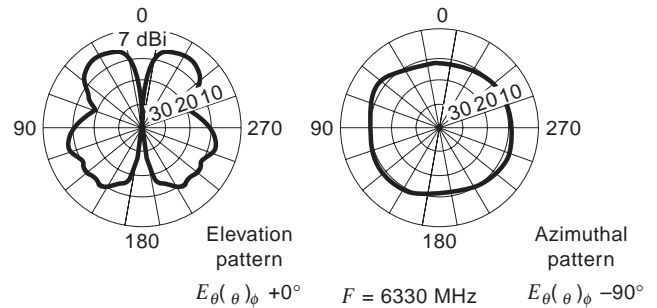 0
7 dBi
30 20 10
90
270
180
Elevation
pattern
Eθ(θ)ϕ +0°
0
30 20 10
90
270
180
Azimuthal
pattern
F = 6330 MHz
Eθ(θ)ϕ –90°